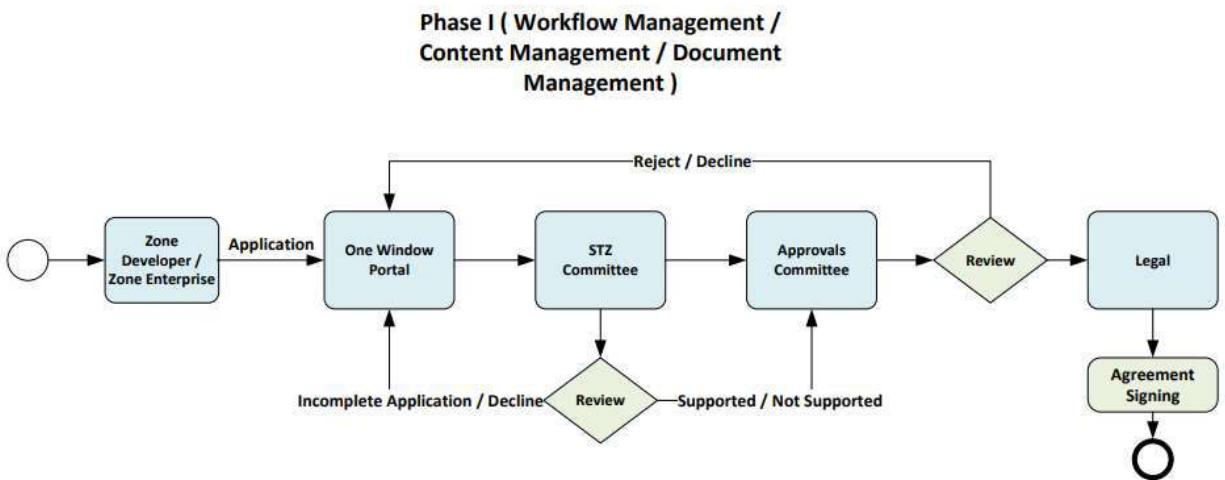 Phase I ( Workflow Management /
Content Management / Document
Management )
Reject / Decline
Zone
Developer /
Zone Enterprise
Application
One Window
Portal
STZ
Committee
Approvals
Committee
Review
Legal
Incomplete Application / Decline
Review
Supported / Not Supported
Agreement
Signing